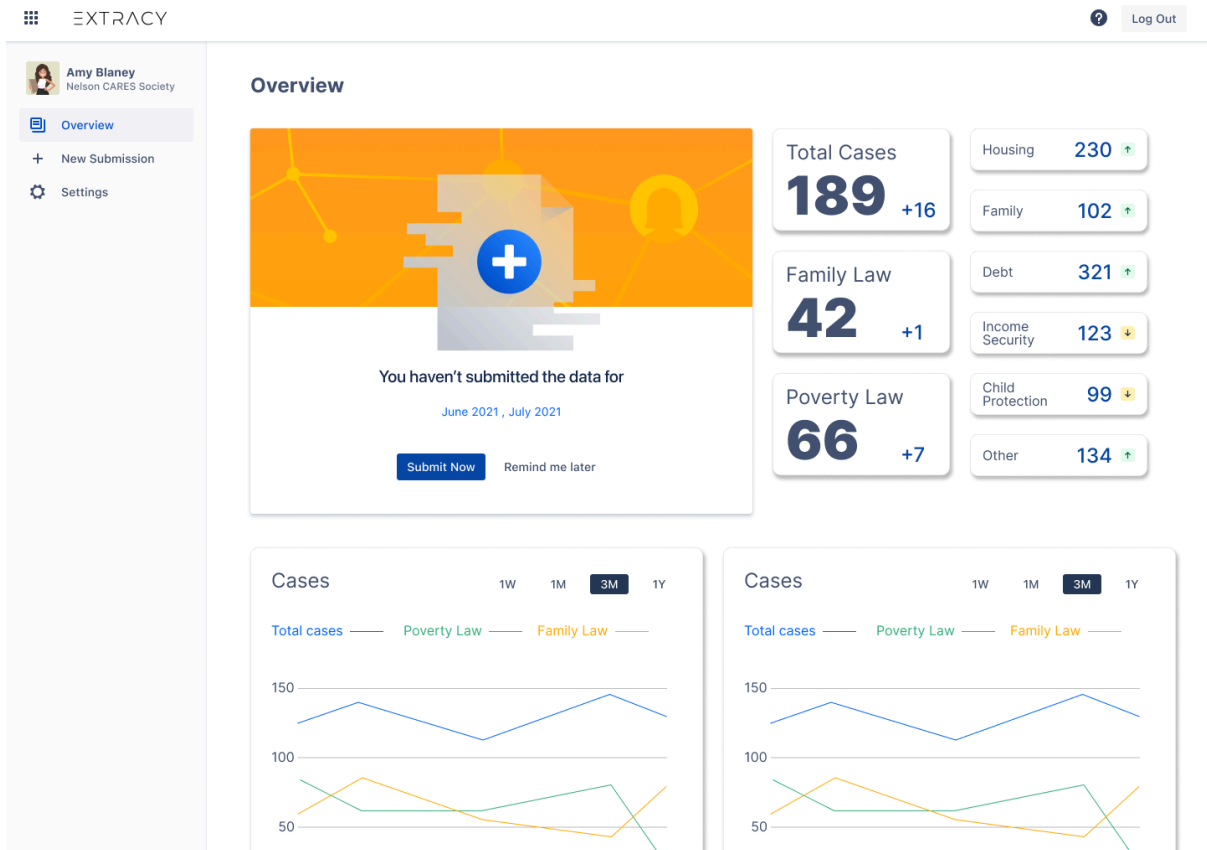 EXTRACY
Log Out
Amy Blaney
Nelson CARES Society
Overview
New Submission
Settings
Overview
You haven’t submitted the data for
June 2021 , July 2021
Submit Now
Remind me later
Total Cases
189 +16
Family Law
42 +1
Poverty Law
66 +7
Housing 230
Family 102
Debt 321
Income
Security 123
Child
Protection 99
Other 134
Cases 1W 1M 3M 1Y
Total cases Poverty Law Family Law
150
100
50
Cases 1W 1M 3M 1Y
Total cases Poverty Law Family Law
150
100
50